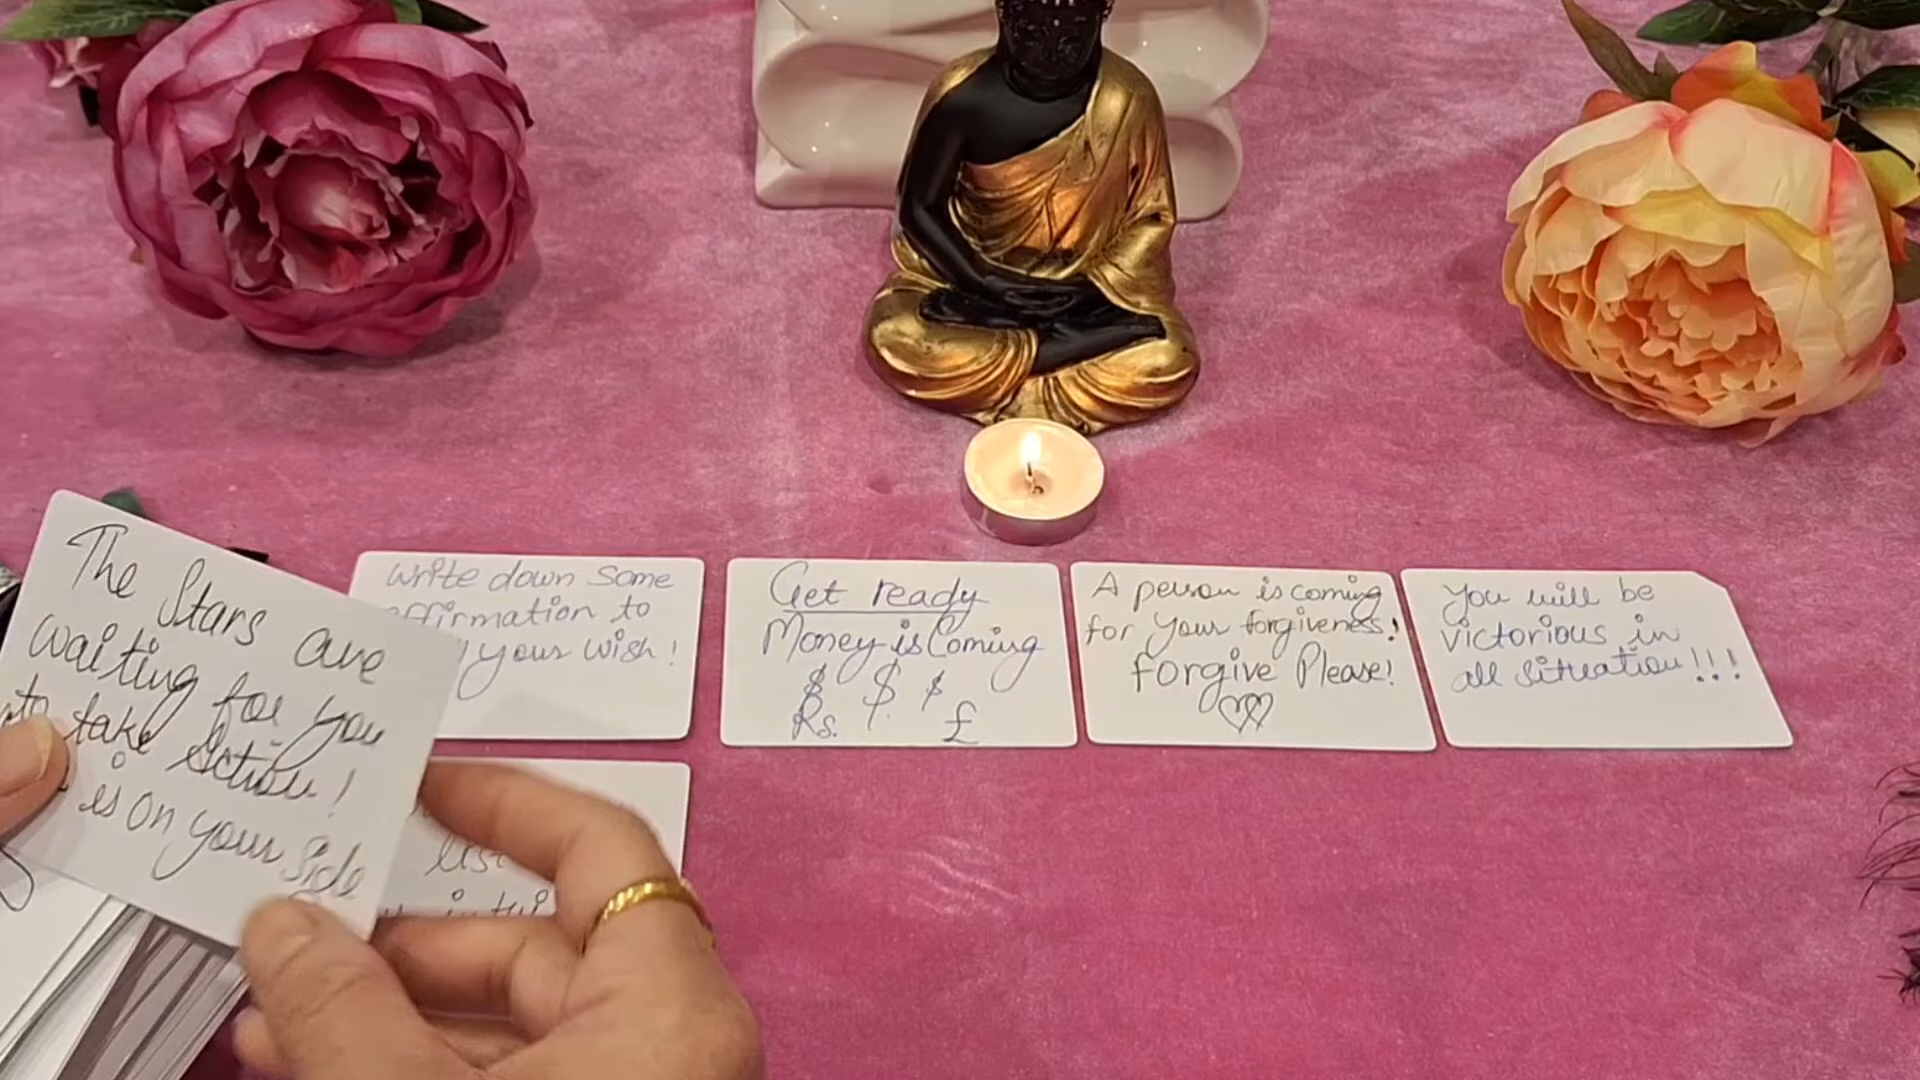 The Stars are
waiting for you
to take Action!
is on your side
Write down some
affirmation to
your wish!
Get ready
Money is Coming
$ $ $
Rs. £
A person is coming
for your forgiveness!
forgive Please!
You will be
victorious in
all situation!!!
list